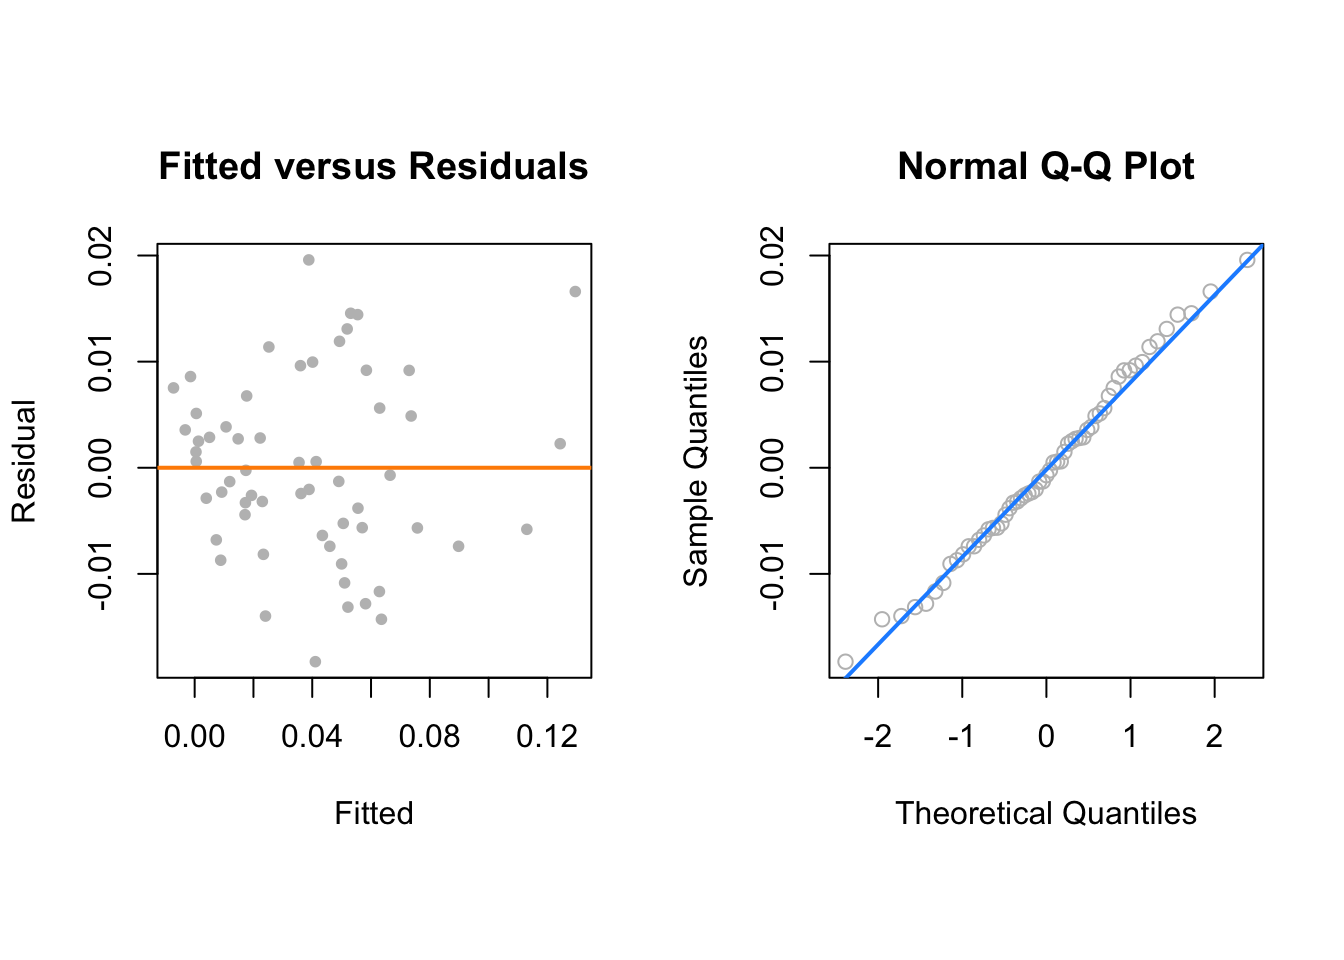 Fitted versus Residuals
Residual
0.02
0.01
0.00
-0.01
0.00 0.04 0.08 0.12
Fitted
Normal Q-Q Plot
Sample Quantiles
0.02
0.01
0.00
-0.01
-2 -1 0 1 2
Theoretical Quantiles